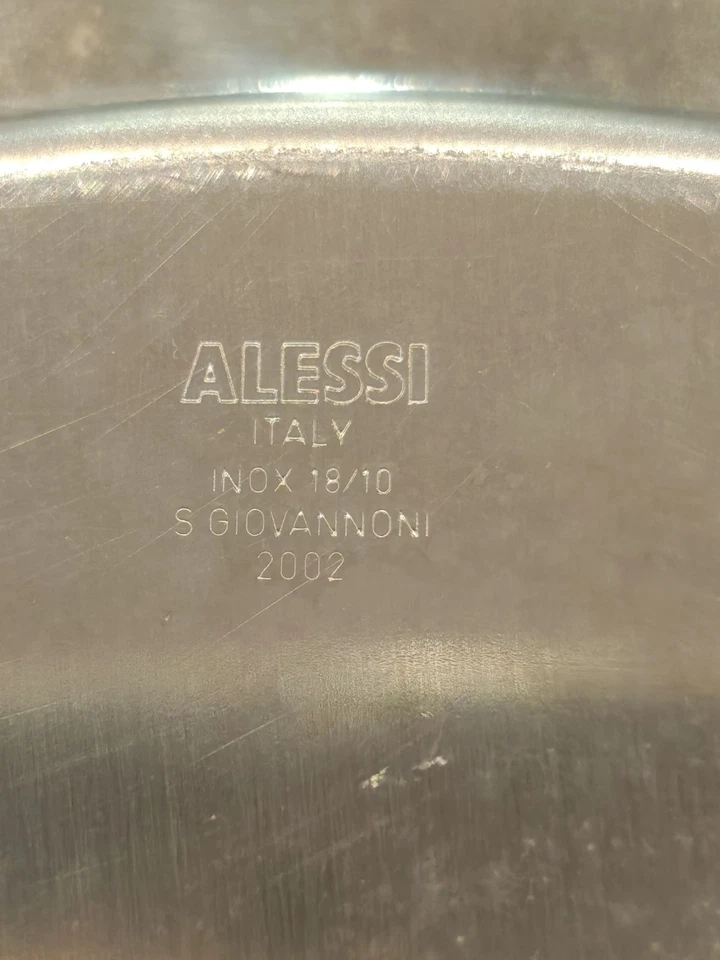 ALESSI
ITALY
INOX 18/10
S GIOVANNONI
2002